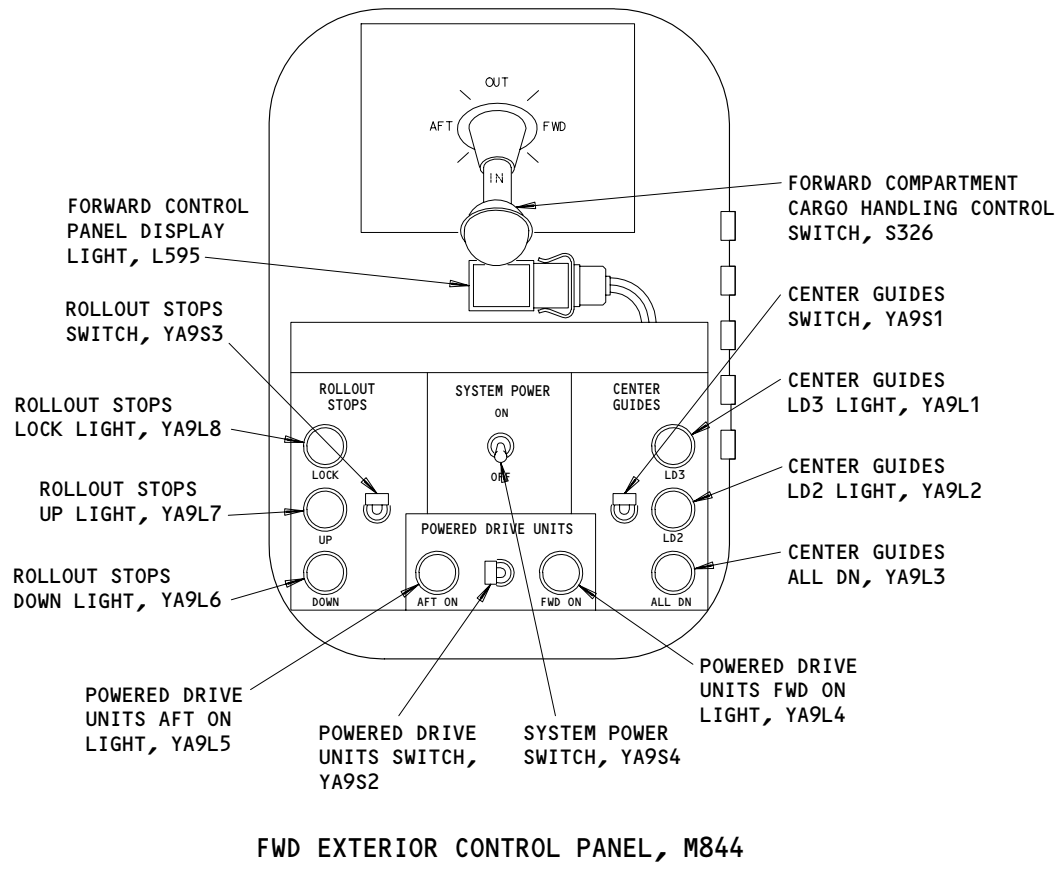 OUT
AFT
FWD
IN
FORWARD CONTROL
PANEL DISPLAY
LIGHT, L595
FORWARD COMPARTMENT
CARGO HANDLING CONTROL
SWITCH, S326
ROLLOUT STOPS
SWITCH, YA9S3
CENTER GUIDES
SWITCH, YA9S1
ROLLOUT STOPS
LOCK LIGHT, YA9L8
CENTER GUIDES
LD3 LIGHT, YA9L1
ROLLOUT STOPS
UP LIGHT, YA9L7
CENTER GUIDES
LD2 LIGHT, YA9L2
ROLLOUT STOPS
DOWN LIGHT, YA9L6
CENTER GUIDES
ALL DN, YA9L3
ROLLOUT
STOPS
LOCK
UP
DOWN
SYSTEM POWER
ON
OFF
CENTER
GUIDES
LD3
LD2
ALL DN
POWERED DRIVE UNITS
AFT ON
FWD ON
POWERED DRIVE
UNITS AFT ON
LIGHT, YA9L5
POWERED DRIVE
UNITS SWITCH,
YA9S2
SYSTEM POWER
SWITCH, YA9S4
POWERED DRIVE
UNITS FWD ON
LIGHT, YA9L4
FWD EXTERIOR CONTROL PANEL, M844